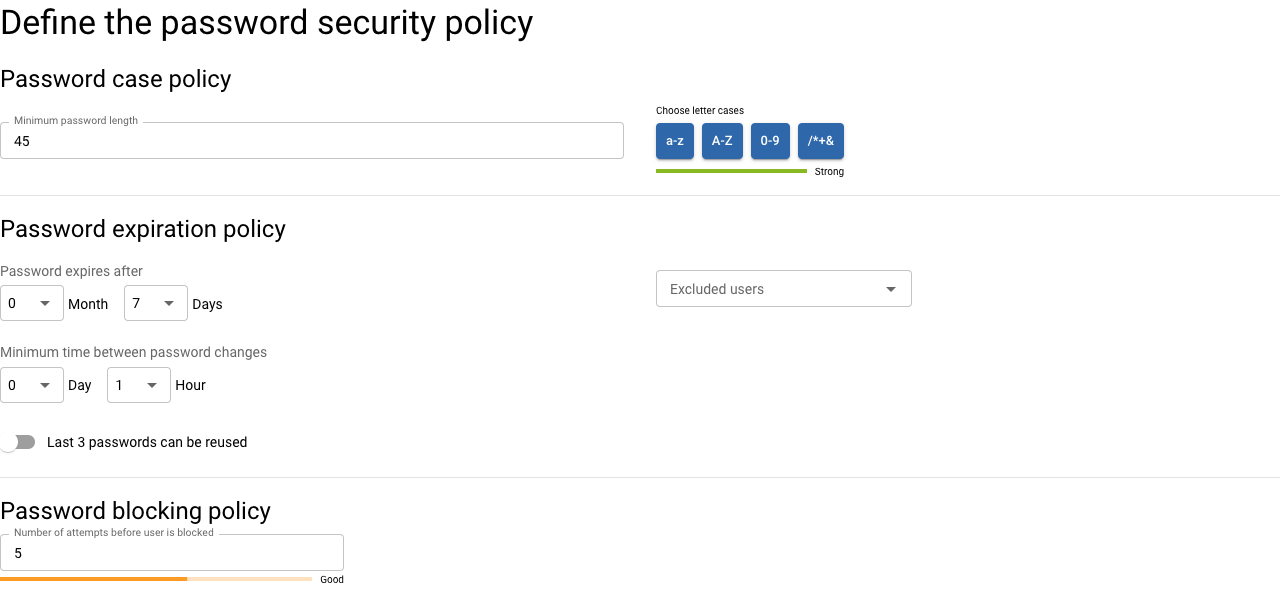 Define the password security policy
Password case policy
Minimum password length
45
Choose letter cases
a-z A-Z 0-9 /*+&
Strong
Password expiration policy
Password expires after
0 Month 7 Days
Excluded users
Minimum time between password changes
0 Day 1 Hour
Last 3 passwords can be reused
Password blocking policy
Number of attempts before user is blocked
5
Good